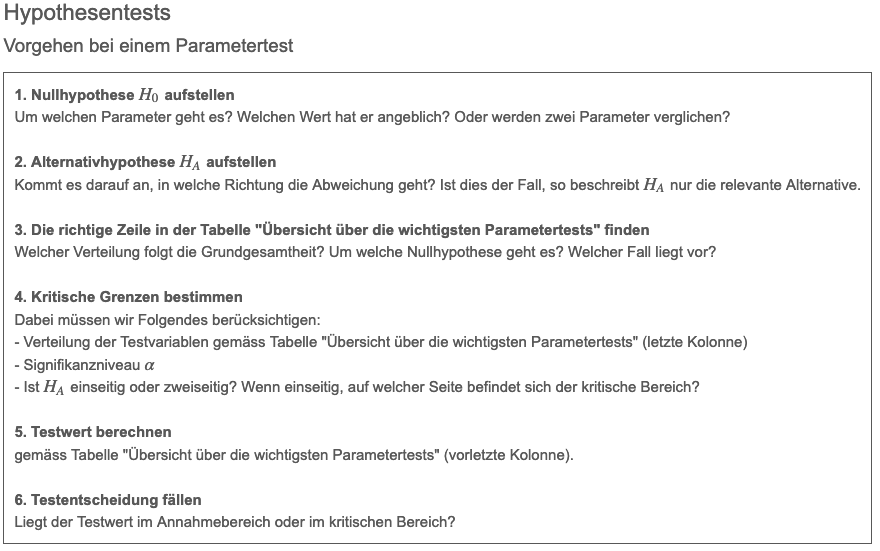 Hypothesentests
Vorgehen bei einem Parametertest
1. Nullhypothese H₀ aufstellen
Um welchen Parameter geht es? Welchen Wert hat er angeblich? Oder werden zwei Parameter verglichen?
2. Alternativhypothese H_A aufstellen
Kommt es darauf an, in welche Richtung die Abweichung geht? Ist dies der Fall, so beschreibt H_A nur die relevante Alternative.
3. Die richtige Zeile in der Tabelle "Übersicht über die wichtigsten Parametertests" finden
Welcher Verteilung folgt die Grundgesamtheit? Um welche Nullhypothese geht es? Welcher Fall liegt vor?
4. Kritische Grenzen bestimmen
Dabei müssen wir Folgendes berücksichtigen:
- Verteilung der Testvariablen gemäss Tabelle "Übersicht über die wichtigsten Parametertests" (letzte Kolonne)
- Signifikanzniveau α
- Ist H_A einseitig oder zweiseitig? Wenn einseitig, auf welcher Seite befindet sich der kritische Bereich?
5. Testwert berechnen
gemäss Tabelle "Übersicht über die wichtigsten Parametertests" (vorletzte Kolonne).
6. Testentscheidung fällen
Liegt der Testwert im Annahmebereich oder im kritischen Bereich?